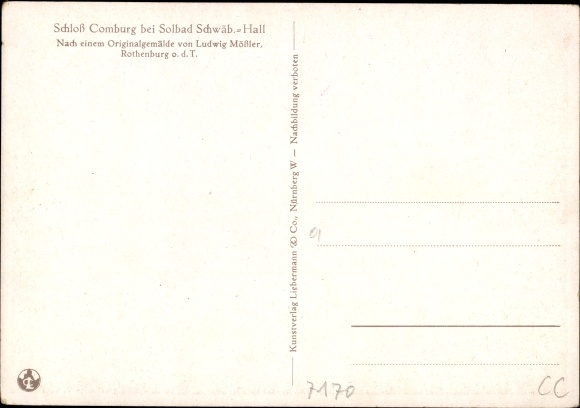 Schloß Comburg bei Solbad Schwäb.=Hall
Nach einem Originalgemälde von Ludwig Mößler,
Rothenburg o. d. T.
Kunstverlag Liebermann & Co., Nürnberg W — Nachbildung verboten
7170
CC